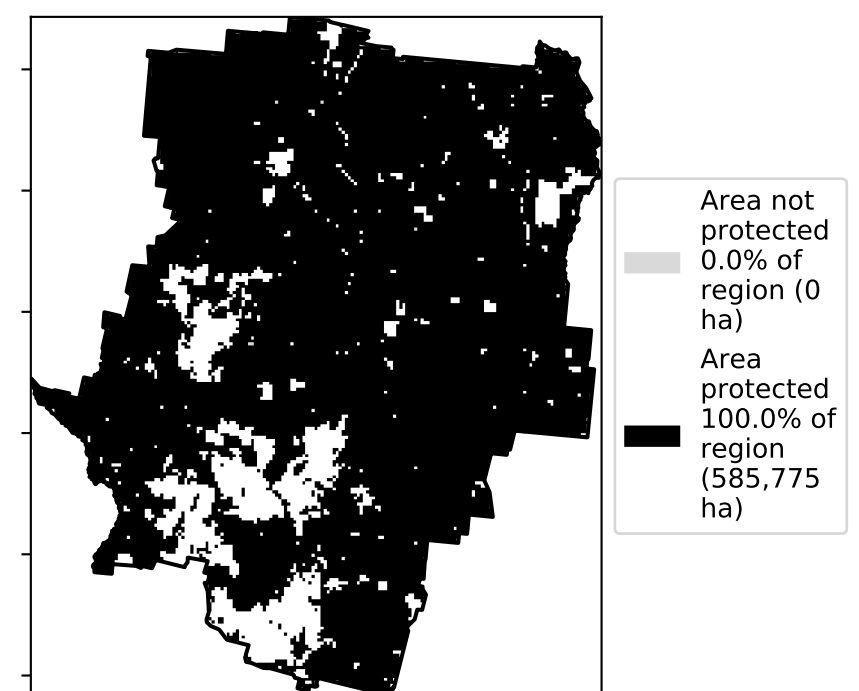 Area not
protected
0.0% of
region (0
ha)
Area
protected
100.0% of
region
(585,775
ha)